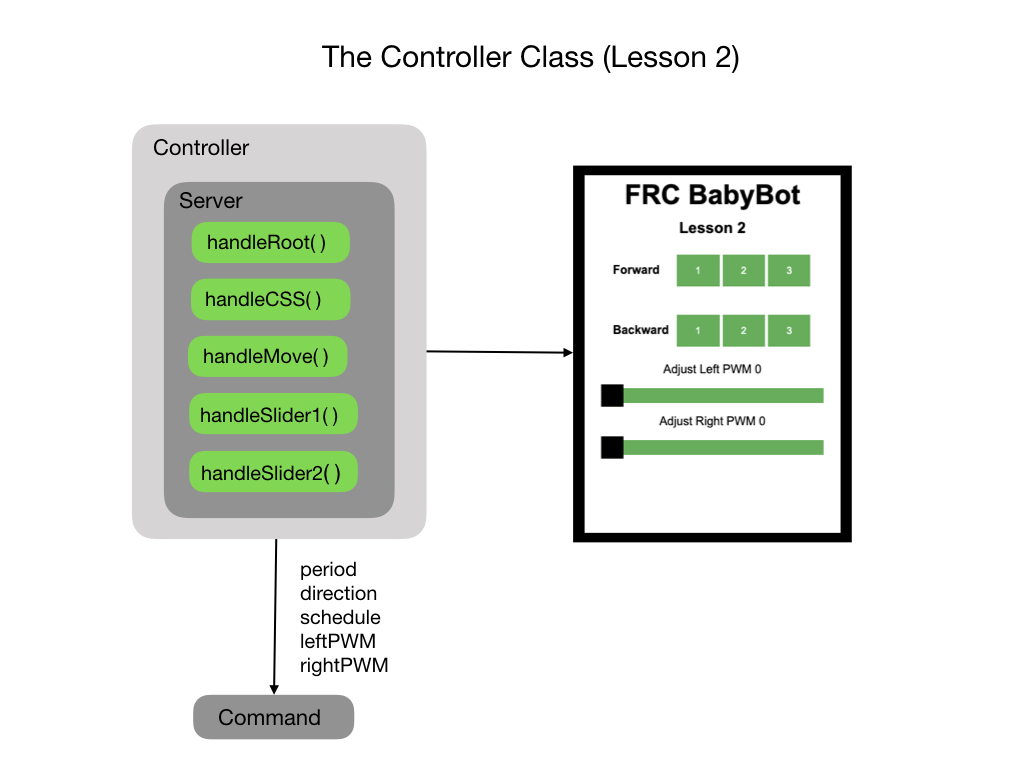 The Controller Class (Lesson 2)
Controller
Server
handleRoot( )
handleCSS( )
handleMove( )
handleSlider1( )
handleSlider2( )
FRC BabyBot
Lesson 2
Forward 1 2 3
Backward 1 2 3
Adjust Left PWM 0
Adjust Right PWM 0
period
direction
schedule
leftPWM
rightPWM
Command